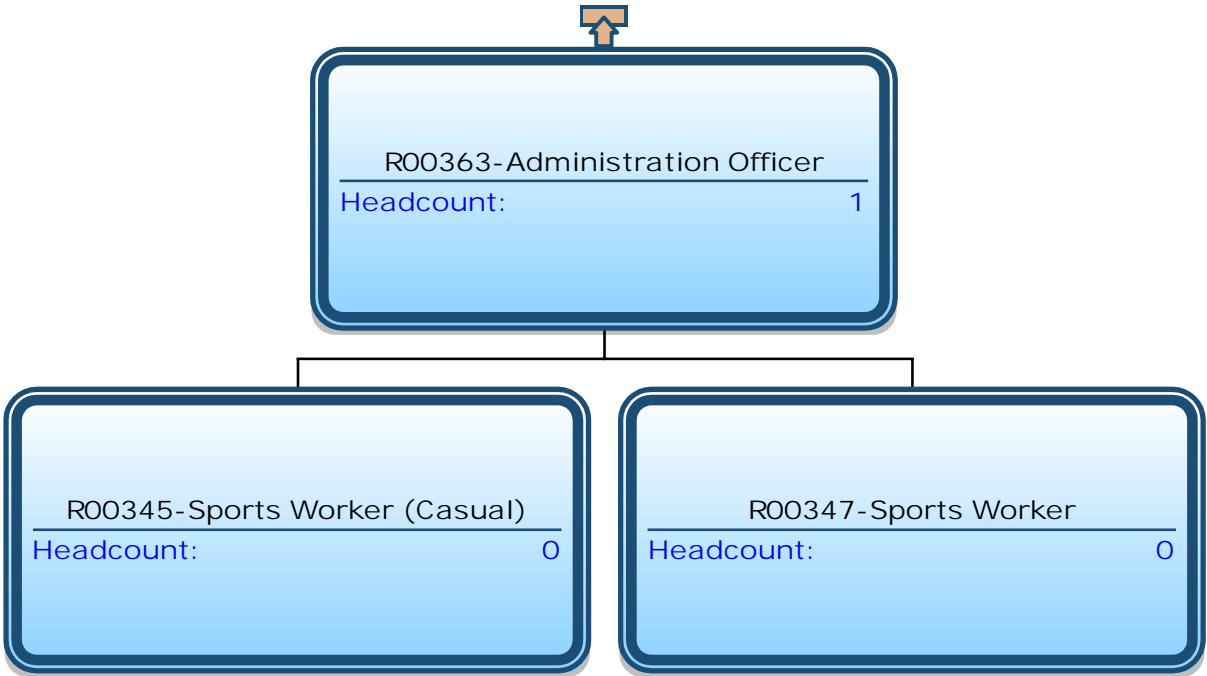 R00363-Administration Officer
Headcount: 1
R00345-Sports Worker (Casual)
Headcount: 0
R00347-Sports Worker
Headcount: 0